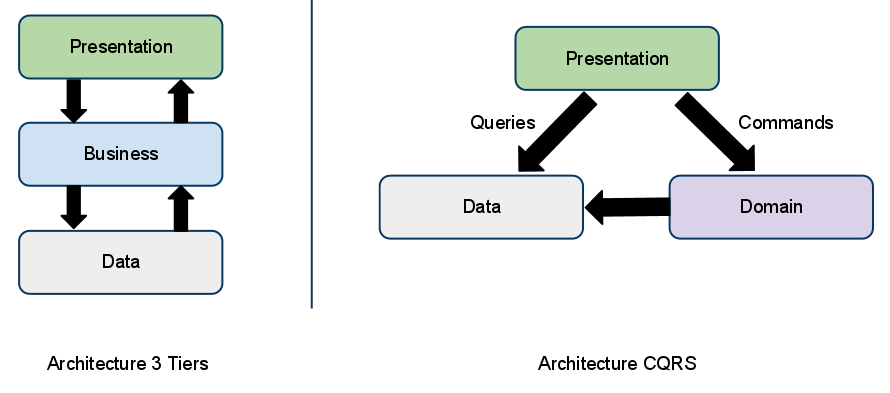 Presentation
Business
Data
Architecture 3 Tiers
Presentation
Queries
Commands
Data
Domain
Architecture CQRS